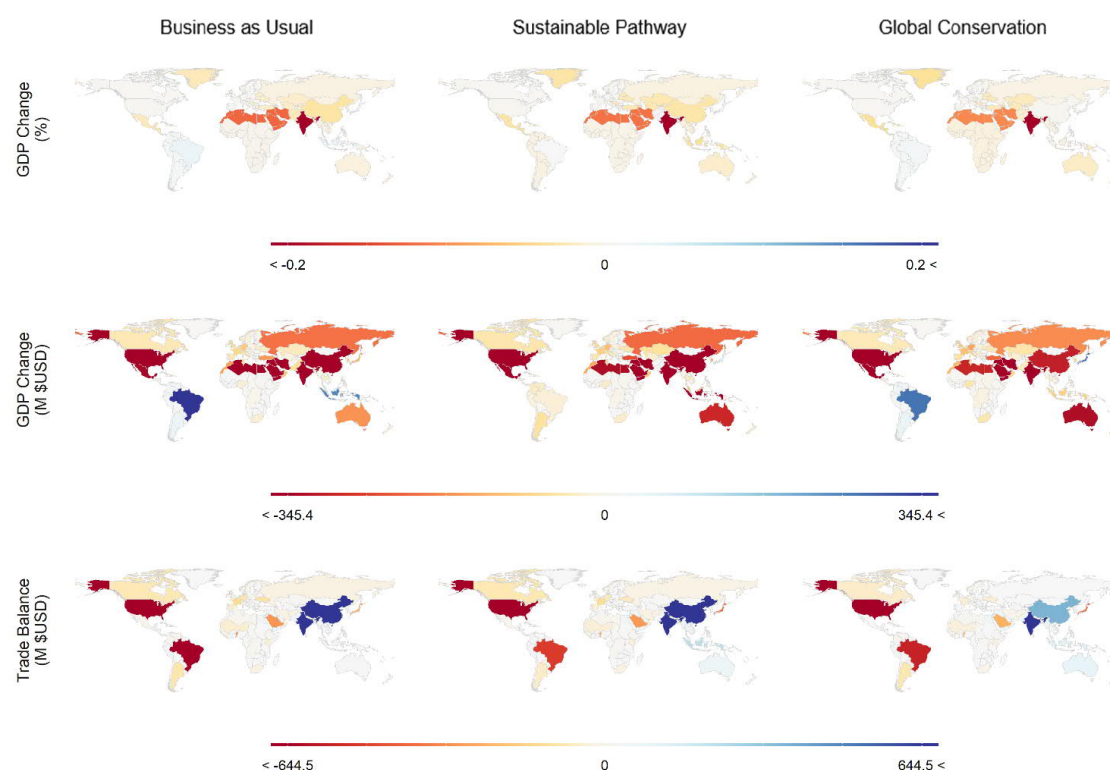 Business as Usual
Sustainable Pathway
Global Conservation
GDP Change
(%)
< -0.2
0
0.2 <
GDP Change
(M $USD)
< -345.4
0
345.4 <
Trade Balance
(M $USD)
< -644.5
0
644.5 <